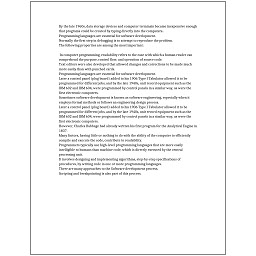 By the late 1960s, data storage devices and computer terminals became inexpensive enough
that programs could be created by typing directly into the computers.
Programming languages are essential for software development.
Normally the first step in debugging is to attempt to reproduce the problem.
The following properties are among the most important.
In computer programming, readability refers to the ease with which a human reader can
comprehend the purpose, control flow, and operation of source code.
Text editors were also developed that allowed changes and corrections to be made much
more easily than with punched cards.
Programming languages are essential for software development.
Later a control panel (plug board) added to his 1906 Type I Tabulator allowed it to be
programmed for different jobs, and by the late 1940s, unit record equipment such as the
IBM 602 and IBM 604, were programmed by control panels in a similar way, as were the
first electronic computers.
Sometimes software development is known as software engineering, especially when it
employs formal methods or follows an engineering design process.
Later a control panel (plug board) added to his 1906 Type I Tabulator allowed it to be
programmed for different jobs, and by the late 1940s, unit record equipment such as the
IBM 602 and IBM 604, were programmed by control panels in a similar way, as were the
first electronic computers.
However, Charles Babbage had already written his first program for the Analytical Engine in
1837.
Many factors, having little or nothing to do with the ability of the computer to efficiently
compile and execute the code, contribute to readability.
Programmers typically use high-level programming languages that are more easily
intelligible to humans than machine code, which is directly executed by the central
processing unit.
It involves designing and implementing algorithms, step-by-step specifications of
procedures, by writing code in one or more programming languages.
There are many approaches to the Software development process.
Scripting and breakpointing is also part of this process.